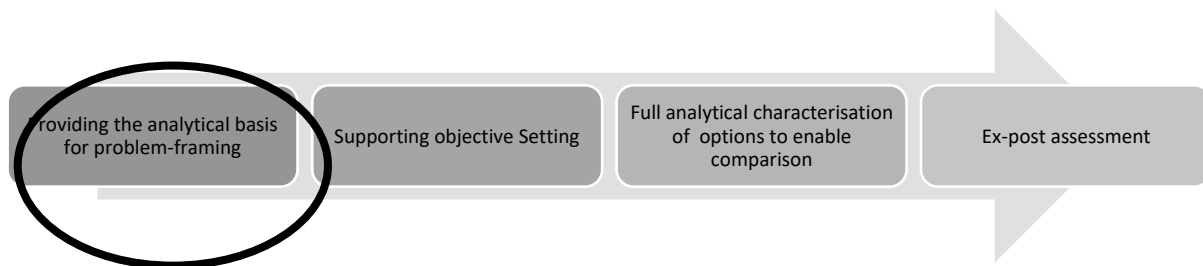 Providing the analytical basis
for problem-framing
Supporting objective Setting
Full analytical characterisation
of options to enable
comparison
Ex-post assessment